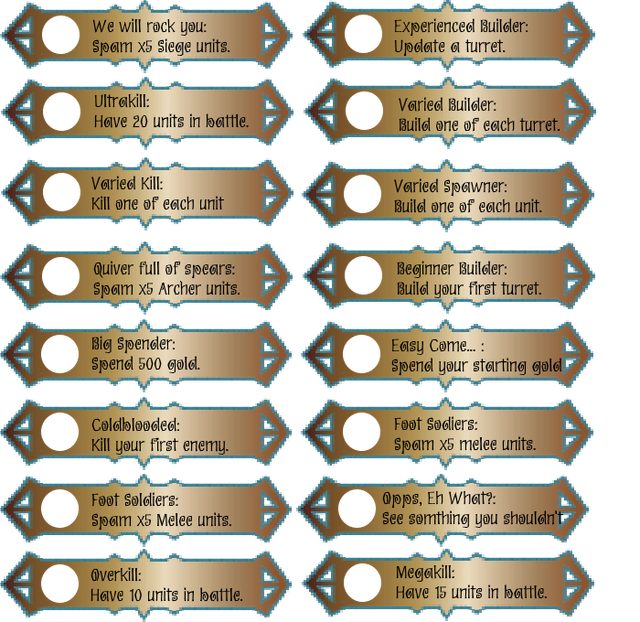 We will rock you:
Spam x5 Siege units.
Experienced Builder:
Update a turret.
Ultrakill:
Have 20 units in battle.
Varied Builder:
Build one of each turret.
Varied Kill:
Kill one of each unit
Varied Spawner:
Build one of each unit.
Quiver full of spears:
Spam x5 Archer units.
Beginner Builder:
Build your first turret.
Big Spender:
Spend 500 gold.
Easy Come... :
Spend your starting gold
Coldblooded:
Kill your first enemy.
Foot Sodiers:
Spam x5 melee units.
Foot Soldiers:
Spam x5 Melee units.
Opps, Eh What?:
See somthing you shouldn't
Overkill:
Have 10 units in battle.
Megakill:
Have 15 units in battle.